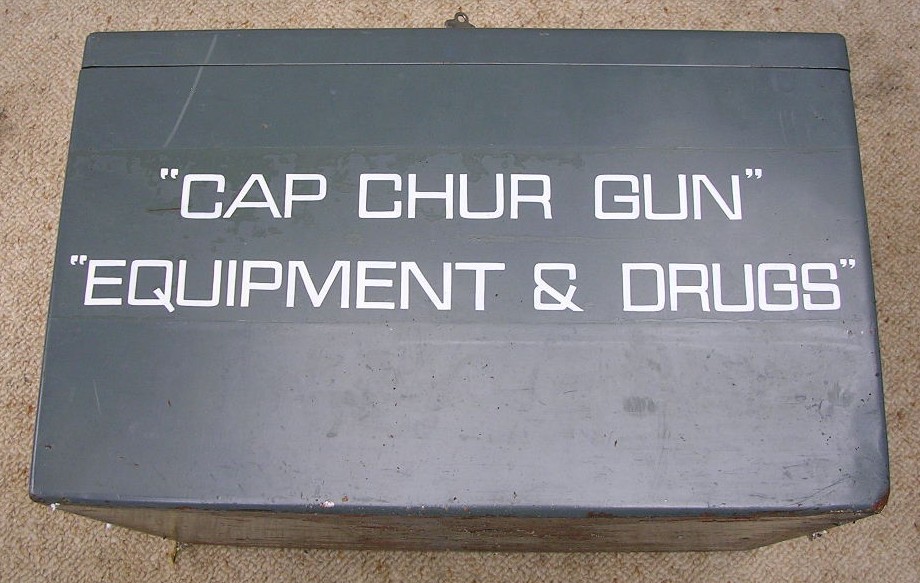 "CAP CHUR GUN"
"EQUIPMENT & DRUGS"